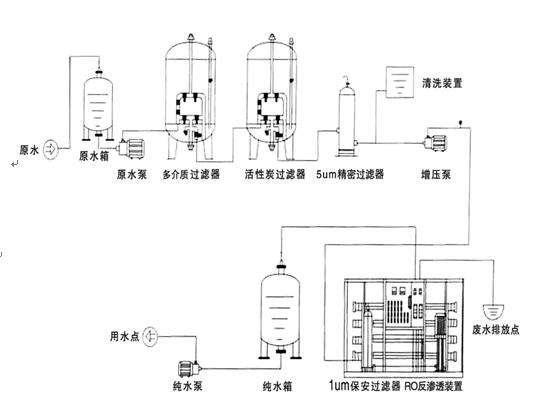 清洗装置
原水
原水箱
原水泵
多介质过滤器
活性炭过滤器
5um精密过滤器
增压泵
用水点
废水排放点
纯水泵
纯水箱
1um保安过滤器
RO反渗透装置